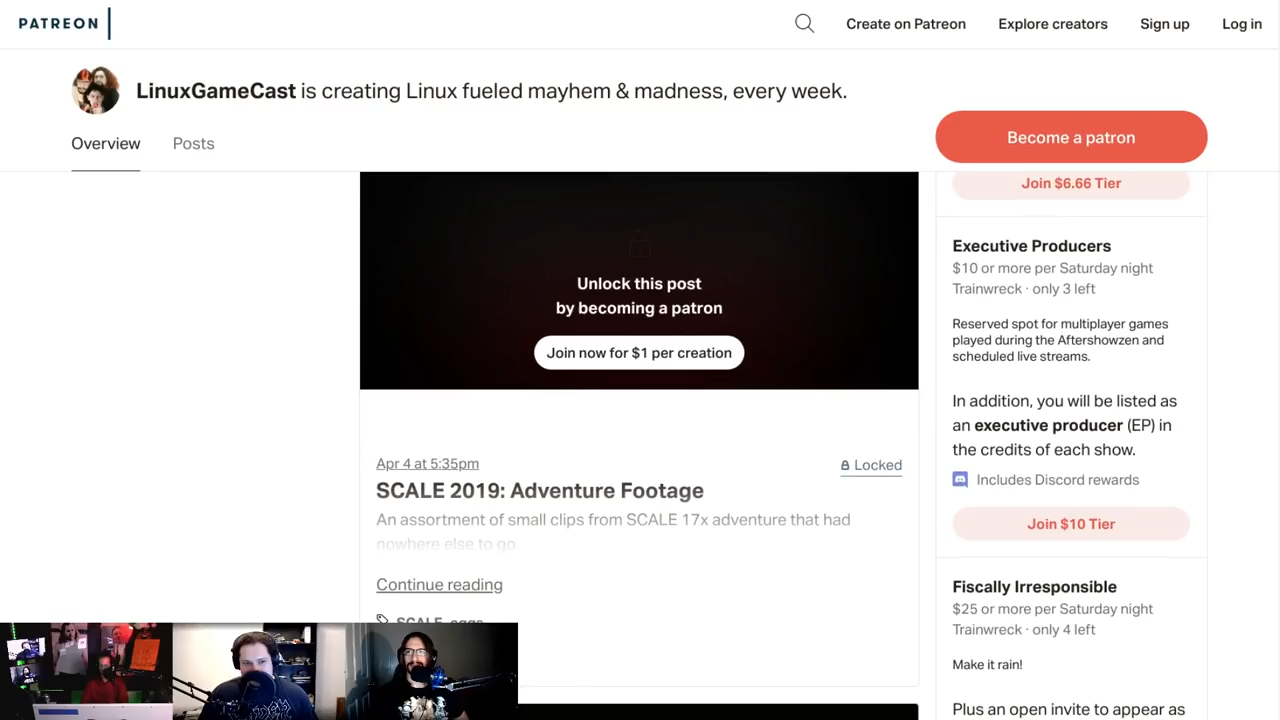 PATREON
Create on Patreon
Explore creators
Sign up
Log in
LinuxGameCast is creating Linux fueled mayhem & madness, every week.
Overview
Posts
Become a patron
Unlock this post
by becoming a patron
Join now for $1 per creation
Apr 4 at 5:35pm
Locked
SCALE 2019: Adventure Footage
An assortment of small clips from SCALE 17x adventure that had
nowhere else to go
Continue reading
SCALE, eggs
Join $6.66 Tier
Executive Producers
$10 or more per Saturday night
Trainwreck · only 3 left
Reserved spot for multiplayer games
played during the Aftershowzen and
scheduled live streams.
In addition, you will be listed as
an executive producer (EP) in
the credits of each show.
Includes Discord rewards
Join $10 Tier
Fiscally Irresponsible
$25 or more per Saturday night
Trainwreck · only 4 left
Make it rain!
Plus an open invite to appear as